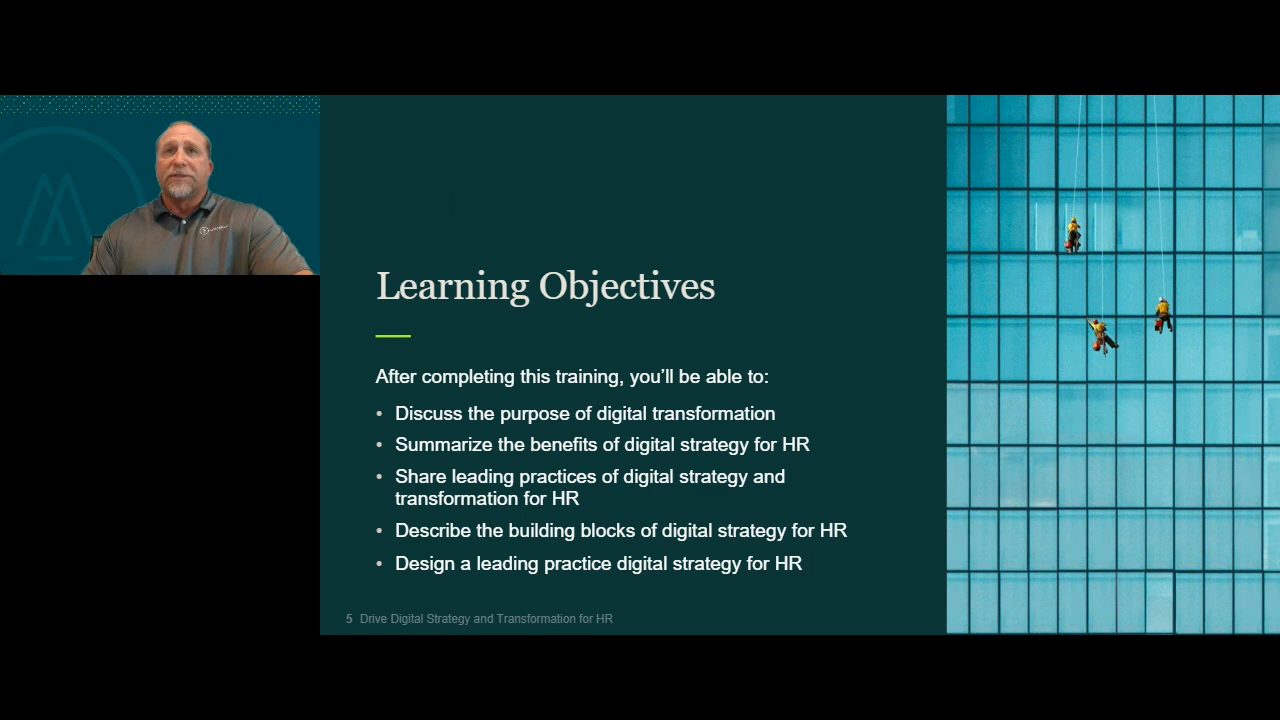 Learning Objectives
After completing this training, you’ll be able to:
• Discuss the purpose of digital transformation
• Summarize the benefits of digital strategy for HR
• Share leading practices of digital strategy and
transformation for HR
• Describe the building blocks of digital strategy for HR
• Design a leading practice digital strategy for HR
5 Drive Digital Strategy and Transformation for HR